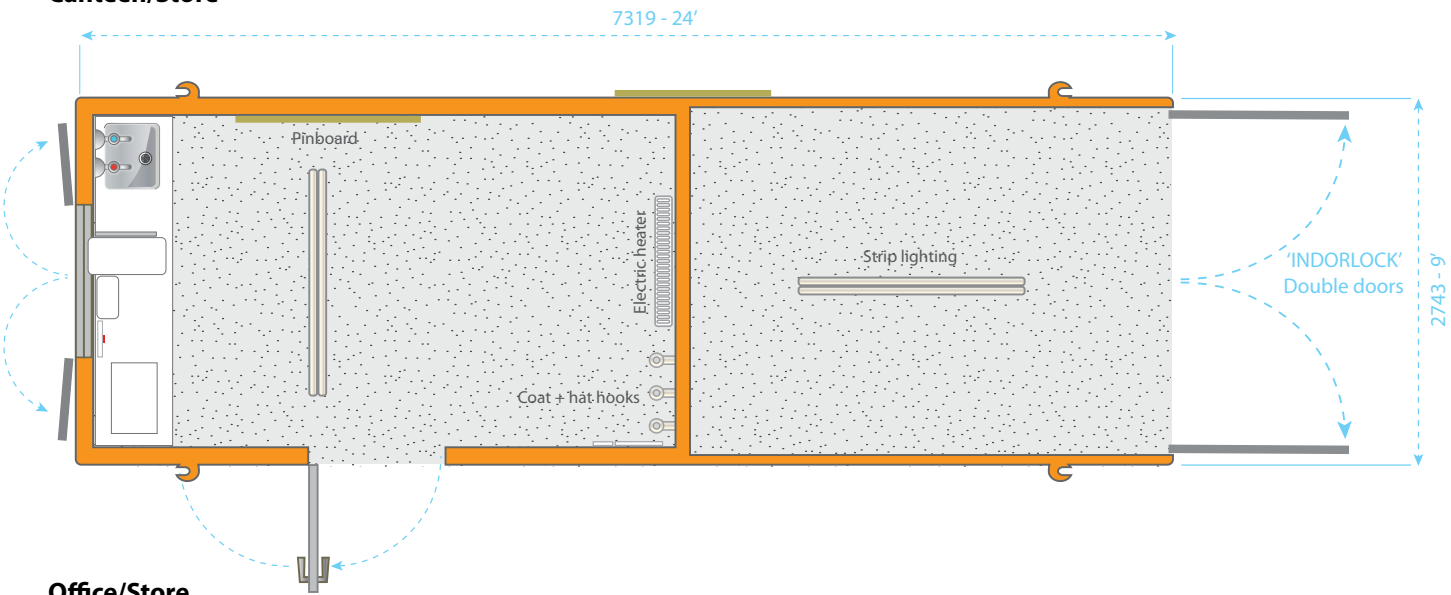 Canteen/Store
7319 - 24’
Pinboard
Electric heater
Strip lighting
‘INDORLOCK’
Double doors
2743 - 9’
Coat + hat hooks
Office/Store